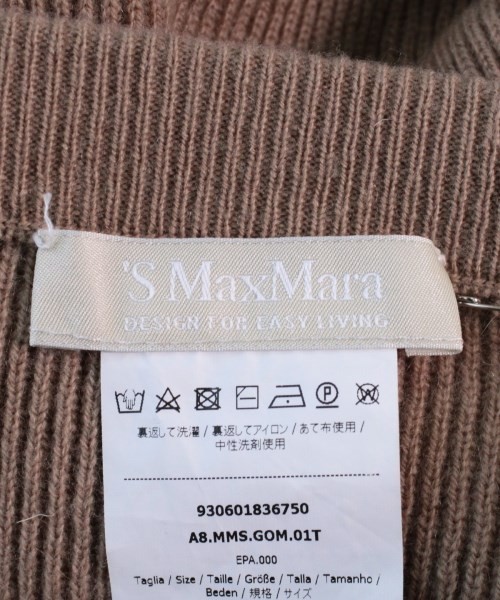 'S MaxMara
DESIGN FOR EASY LIVING
P W
裏返して洗濯 / 裏返してアイロン / あて布使用 /
中性洗剤使用
930601836750
A8.MMS.GOM.01T
EPA.000
Taglia / Size / Taille / Größe / Talla / Tamanho /
Beden / 规格 / サイズ